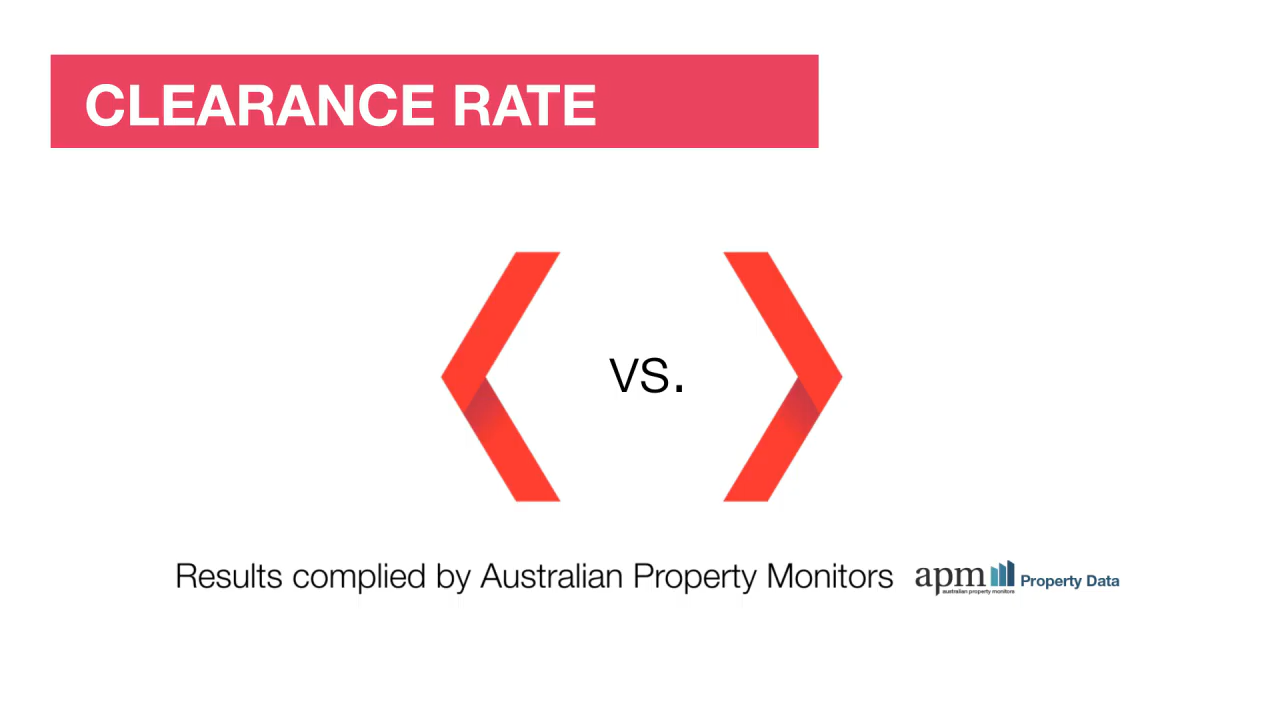 CLEARANCE RATE
vs.
Results complied by Australian Property Monitors
apm
australian property monitors
Property Data